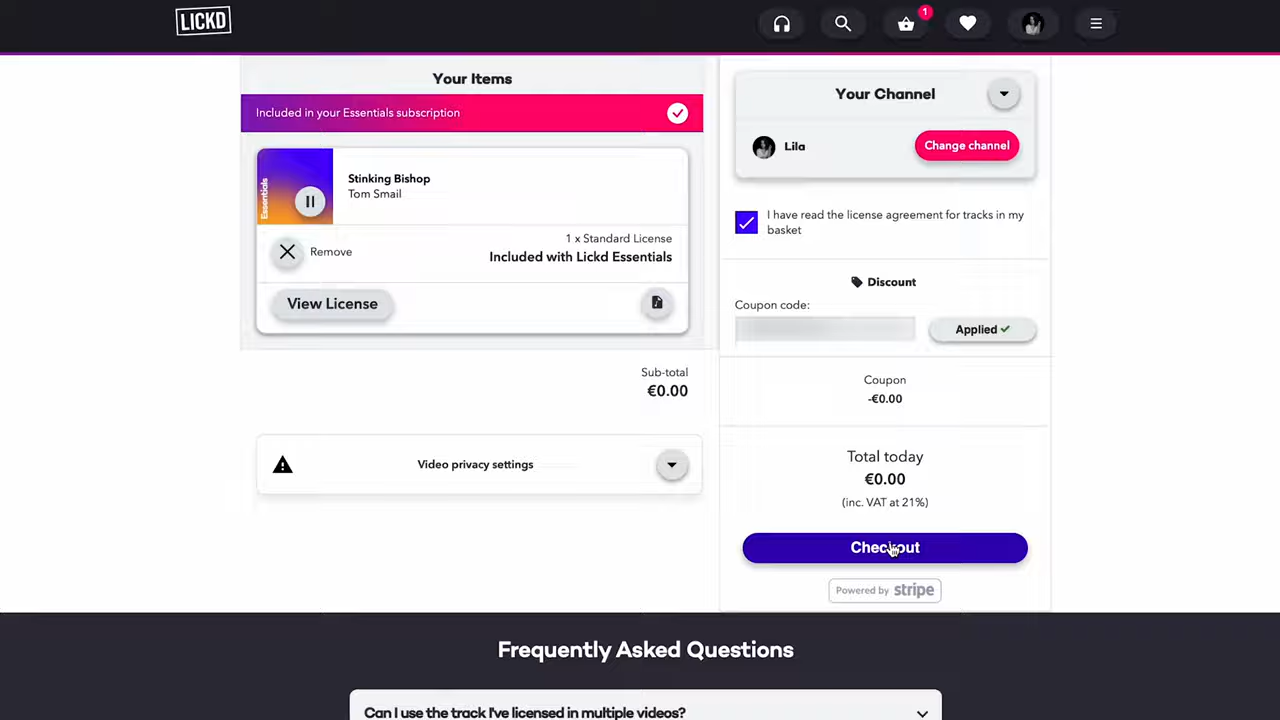 LICKD
1
Your Items
Included in your Essentials subscription
Essentials
Stinking Bishop
Tom Smail
1 x Standard License
Remove
Included with Lickd Essentials
View License
Sub-total
€0.00
Video privacy settings
Your Channel
Lila
Change channel
I have read the license agreement for tracks in my
basket
Discount
Coupon code:
Applied
Coupon
-€0.00
Total today
€0.00
(inc. VAT at 21%)
Checkout
Powered by stripe
Frequently Asked Questions
Can I use the track I've licensed in multiple videos?